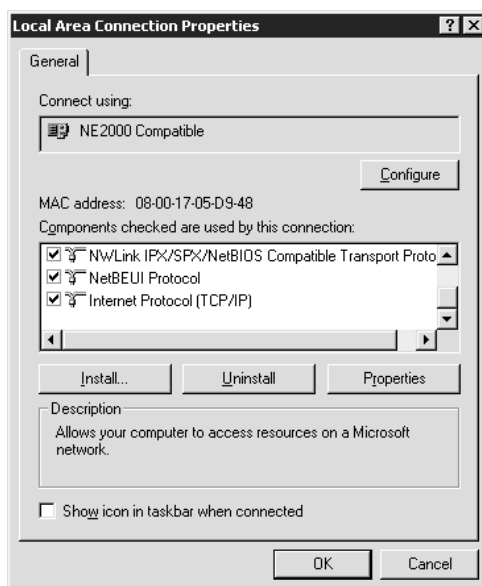 Local Area Connection Properties
General
Connect using:
NE2000 Compatible
Configure
MAC address: 08-00-17-05-D9-48
Components checked are used by this connection:
NWLink IPX/SPX/NetBIOS Compatible Transport Proto
NetBEUI Protocol
Internet Protocol (TCP/IP)
Install... Uninstall Properties
Description
Allows your computer to access resources on a Microsoft
network.
Show icon in taskbar when connected
OK Cancel